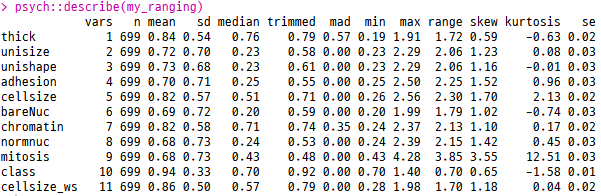 > psych::describe(my_ranging)
vars n mean sd median trimmed mad min max range skew kurtosis se
thick 1 699 0.84 0.54 0.76 0.79 0.57 0.19 1.91 1.72 0.59 -0.63 0.02
unisize 2 699 0.72 0.70 0.23 0.58 0.00 0.23 2.29 2.06 1.23 0.08 0.03
unishape 3 699 0.73 0.68 0.23 0.61 0.00 0.23 2.29 2.06 1.16 -0.01 0.03
adhesion 4 699 0.70 0.71 0.25 0.55 0.00 0.25 2.50 2.25 1.52 0.96 0.03
cellsize 5 699 0.82 0.57 0.51 0.71 0.00 0.26 2.56 2.30 1.70 2.13 0.02
bareNuc 6 699 0.69 0.72 0.20 0.59 0.00 0.20 1.99 1.79 1.02 -0.74 0.03
chromatin 7 699 0.82 0.58 0.71 0.74 0.35 0.24 2.37 2.13 1.10 0.17 0.02
normnuc 8 699 0.68 0.73 0.24 0.53 0.00 0.24 2.39 2.15 1.42 0.45 0.03
mitosis 9 699 0.68 0.73 0.43 0.48 0.00 0.43 4.28 3.85 3.55 12.51 0.03
class 10 699 0.94 0.33 0.70 0.92 0.00 0.70 1.40 0.70 0.65 -1.58 0.01
cellsize_ws 11 699 0.86 0.50 0.57 0.79 0.00 0.28 1.98 1.70 1.18 0.04 0.02